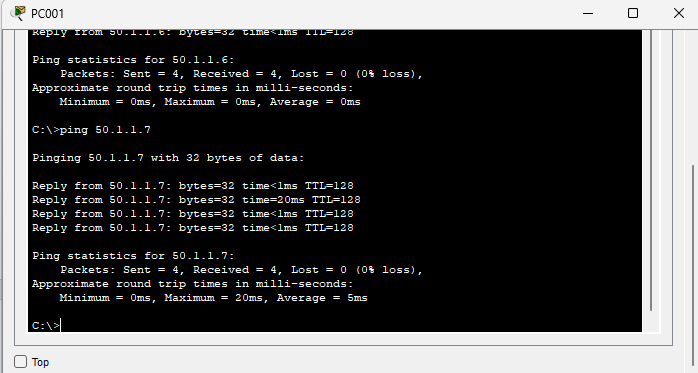 PC001
Reply from 50.1.1.6: bytes=32 time<1ms TTL=128
Ping statistics for 50.1.1.6:
Packets: Sent = 4, Received = 4, Lost = 0 (0% loss),
Approximate round trip times in milli-seconds:
Minimum = 0ms, Maximum = 0ms, Average = 0ms
C:\>ping 50.1.1.7
Pinging 50.1.1.7 with 32 bytes of data:
Reply from 50.1.1.7: bytes=32 time<1ms TTL=128
Reply from 50.1.1.7: bytes=32 time=20ms TTL=128
Reply from 50.1.1.7: bytes=32 time<1ms TTL=128
Reply from 50.1.1.7: bytes=32 time<1ms TTL=128
Ping statistics for 50.1.1.7:
Packets: Sent = 4, Received = 4, Lost = 0 (0% loss),
Approximate round trip times in milli-seconds:
Minimum = 0ms, Maximum = 20ms, Average = 5ms
C:\>
Top